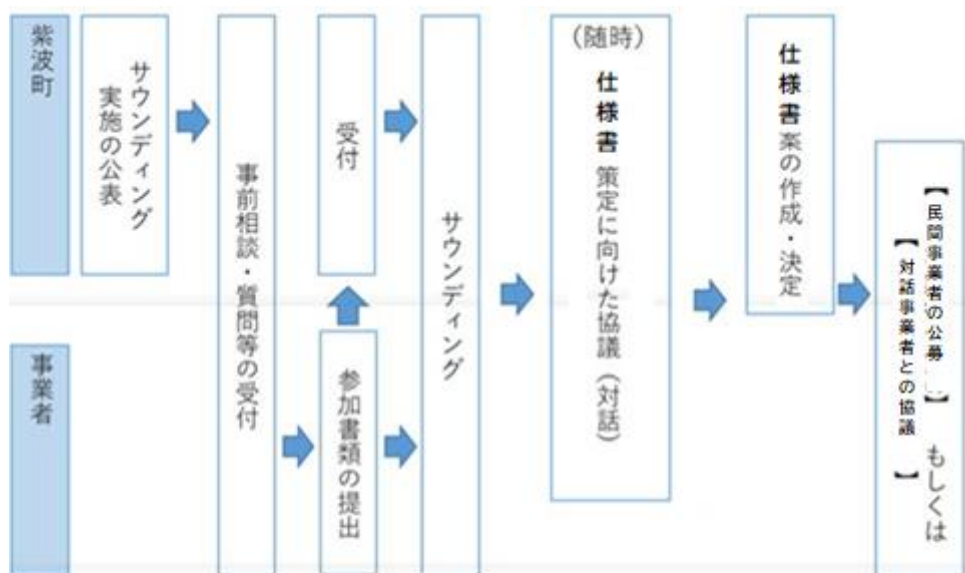 紫波町
サウンディング
実施の公表
事前相談・質問等の受付
受付
サウンディング
(随時)
仕様書 策定に向けた協議(対話)
仕様書 案の作成・決定
【民間事業者の公募 】もしくは
【対話事業者との協議 】
事業者
参加書類の提出